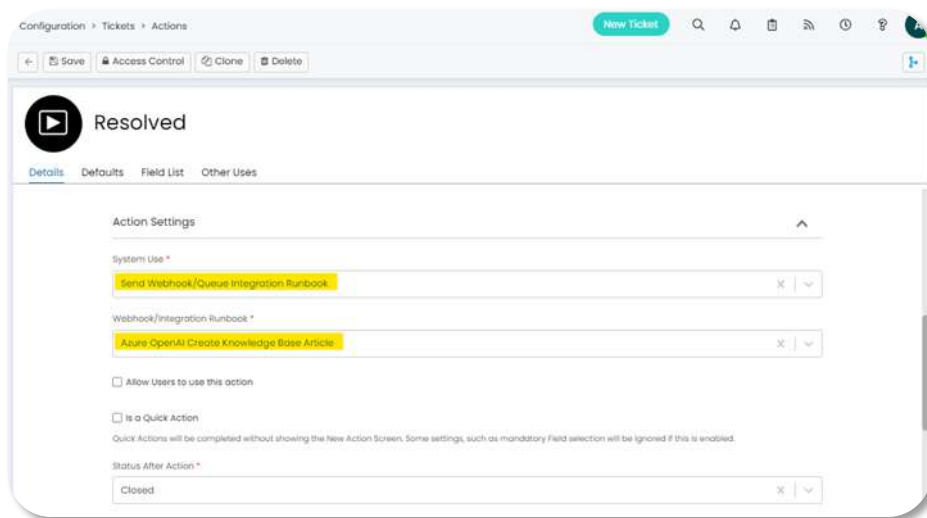 Configuration > Tickets > Actions
New Ticket
Save
Access Control
Clone
Delete
Resolved
Details Defaults Field List Other Uses
Action Settings
System Use *
Send Webhook/Queue Integration Runbook
Webhook/Integration Runbook *
Azure OpenAI Create Knowledge Base Article
Allow Users to use this action
Is a Quick Action
Quick Actions will be completed without showing the New Action Screen. Some settings, such as mandatory Field selection will be ignored if this is enabled.
Status After Action *
Closed